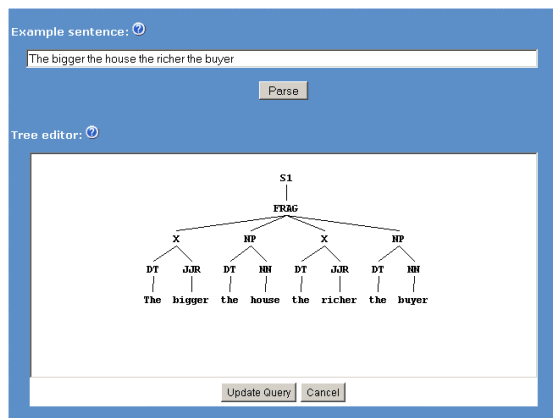 Example sentence:
The bigger the house the richer the buyer
Parse
Tree editor:
S1
FRAG
X NP X NP
DT JJR DT NN DT JJR DT NN
The bigger the house the richer the buyer
Update Query Cancel